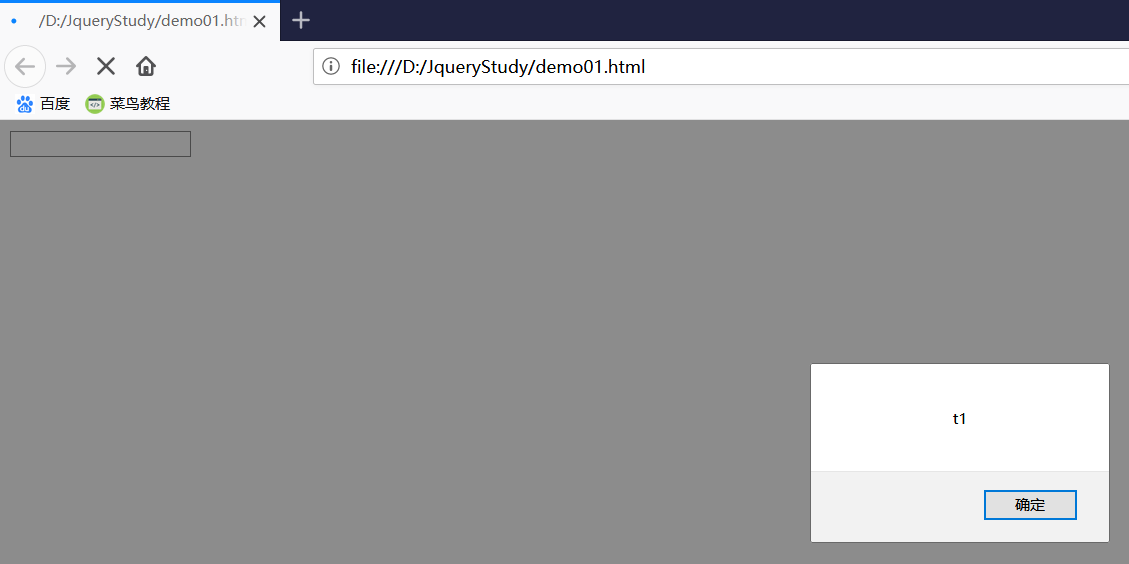 /D:/JqueryStudy/demo01.htm
file:///D:/JqueryStudy/demo01.html
百度 菜鸟教程
t1
确定